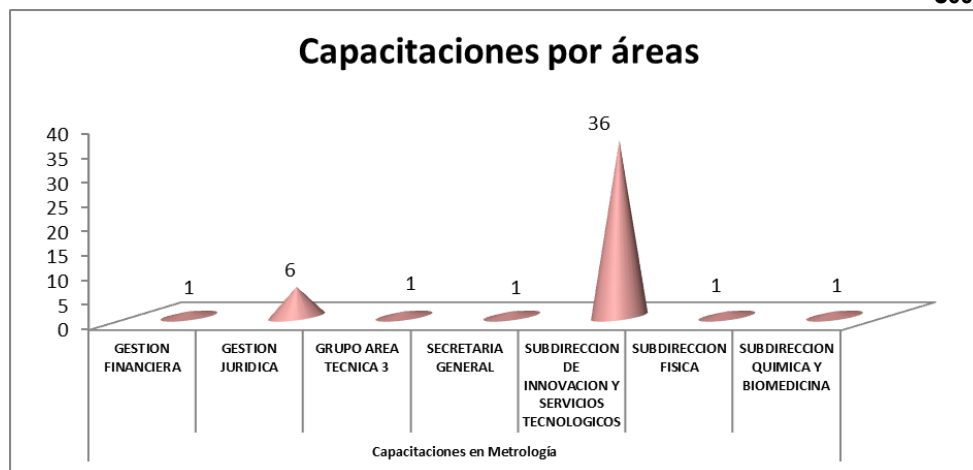 Capacitaciones por áreas
40
35
30
25
20
15
10
5
0
1
6
1
1
36
1
1
GESTION
FINANCIERA
GESTION
JURIDICA
GRUPO AREA
TECNICA 3
SECRETARIA
GENERAL
SUBDIRECCION
DE
INNOVACION Y
SERVICIOS
TECNOLOGICOS
SUBDIRECCION
FISICA
SUBDIRECCION
QUIMICA Y
BIOMEDICINA
Capacitaciones en Metrología